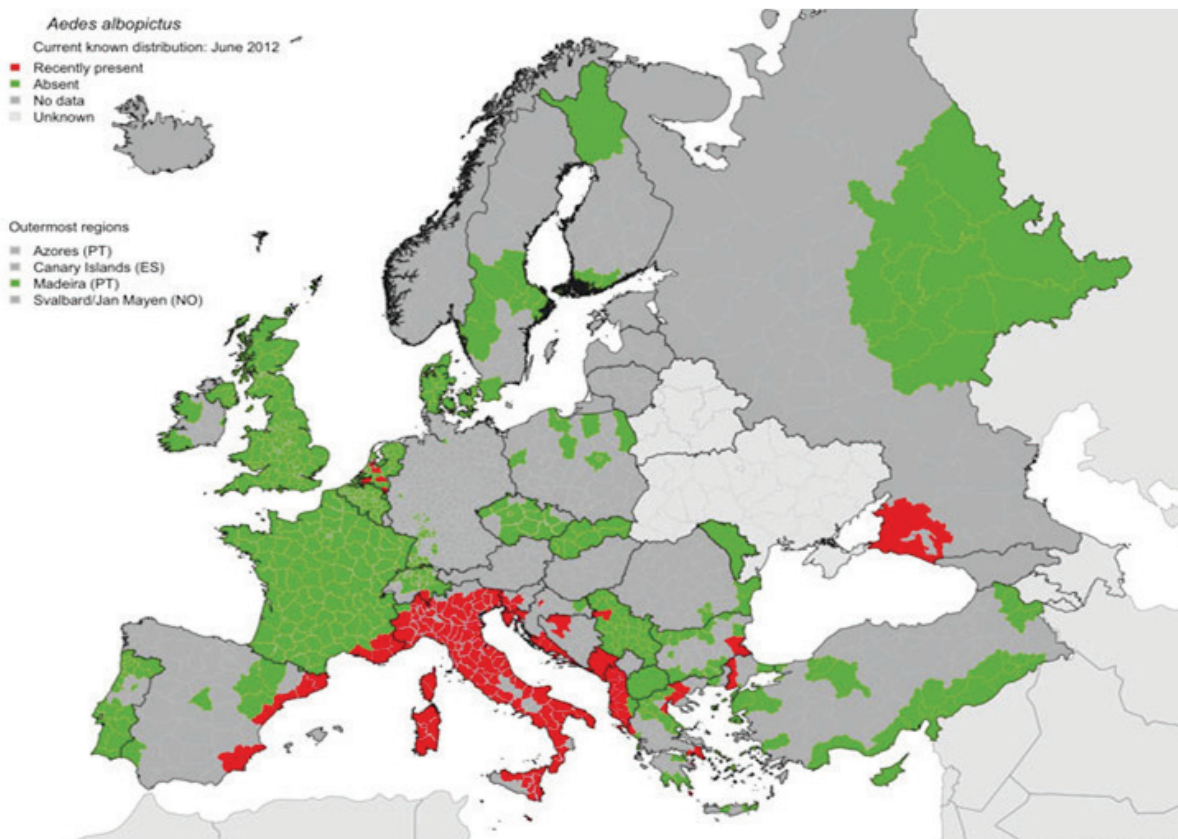 Aedes albopictus
Current known distribution: June 2012
Recently present
Absent
No data
Unknown
Outermost regions
Azores (PT)
Canary Islands (ES)
Madeira (PT)
Svalbard/Jan Mayen (NO)